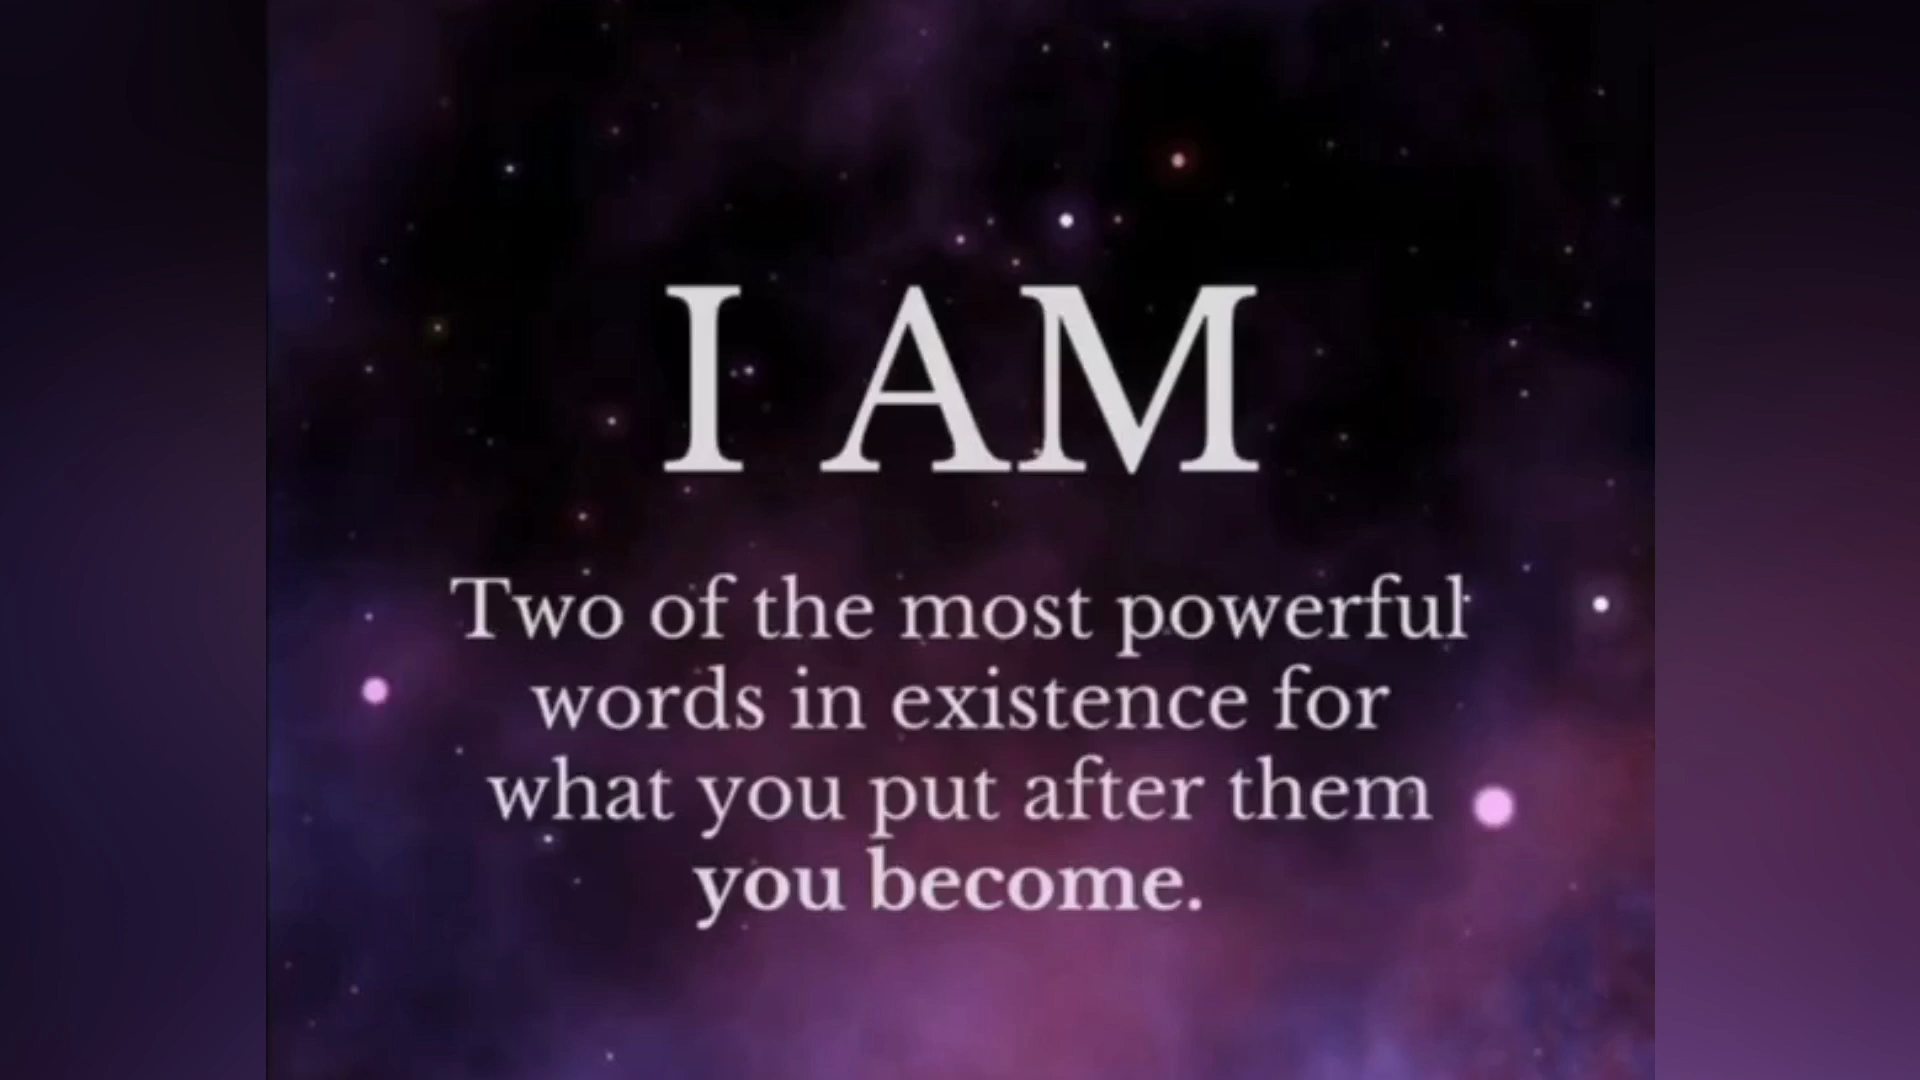 I AM
Two of the most powerful
words in existence for
what you put after them
you become.